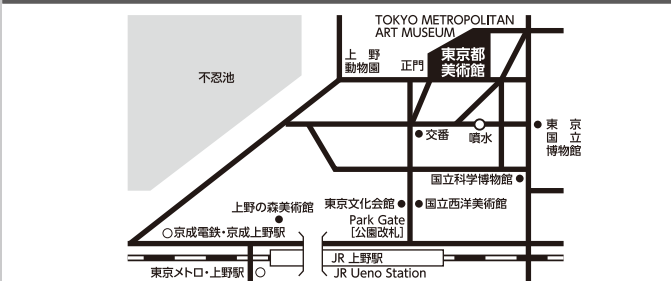 TOKYO METROPOLITAN
ART MUSEUM
上野
動物園
正門
東京都
美術館
不忍池
交番
噴水
東京
国立
博物館
国立科学博物館
上野の森美術館
東京文化会館
国立西洋美術館
Park Gate
[公園改札]
京成電鉄・京成上野駅
JR 上野駅
東京メトロ・上野駅
JR Ueno Station